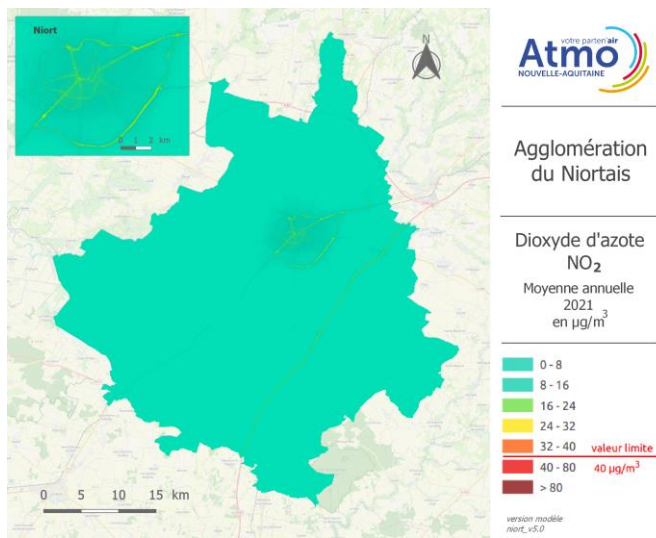 Niort
0 1 2 km
N
0 5 10 15 km
votre parten'air
Atmo
NOUVELLE-AQUITAINE
Agglomération
du Niortais
Dioxyde d'azote
NO2
Moyenne annuelle
2021
en µg/m3
0 - 8
8 - 16
16 - 24
24 - 32
32 - 40 valeur limite
40 - 80 40 µg/m3
> 80
version modèle
niort_v5.0